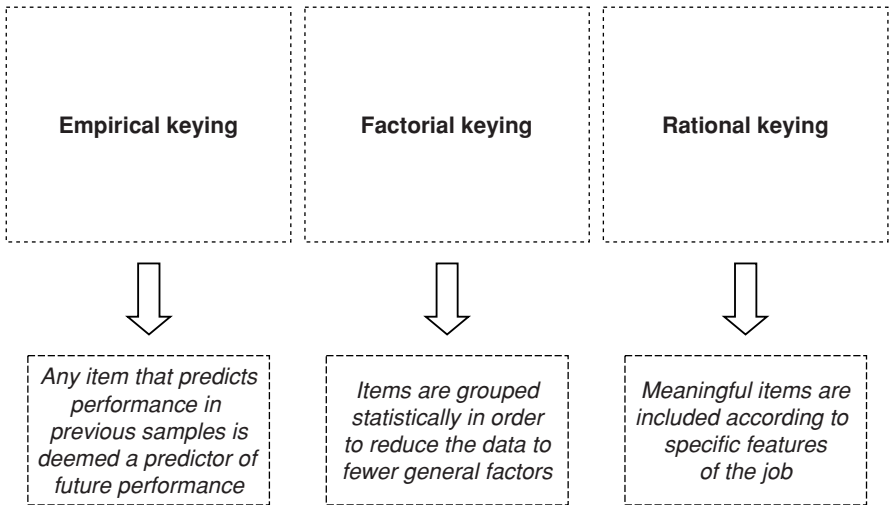 Empirical keying
Factorial keying
Rational keying
Any item that predicts
performance in
previous samples is
deemed a predictor of
future performance
Items are grouped
statistically in order
to reduce the data to
fewer general factors
Meaningful items are
included according to
specific features
of the job